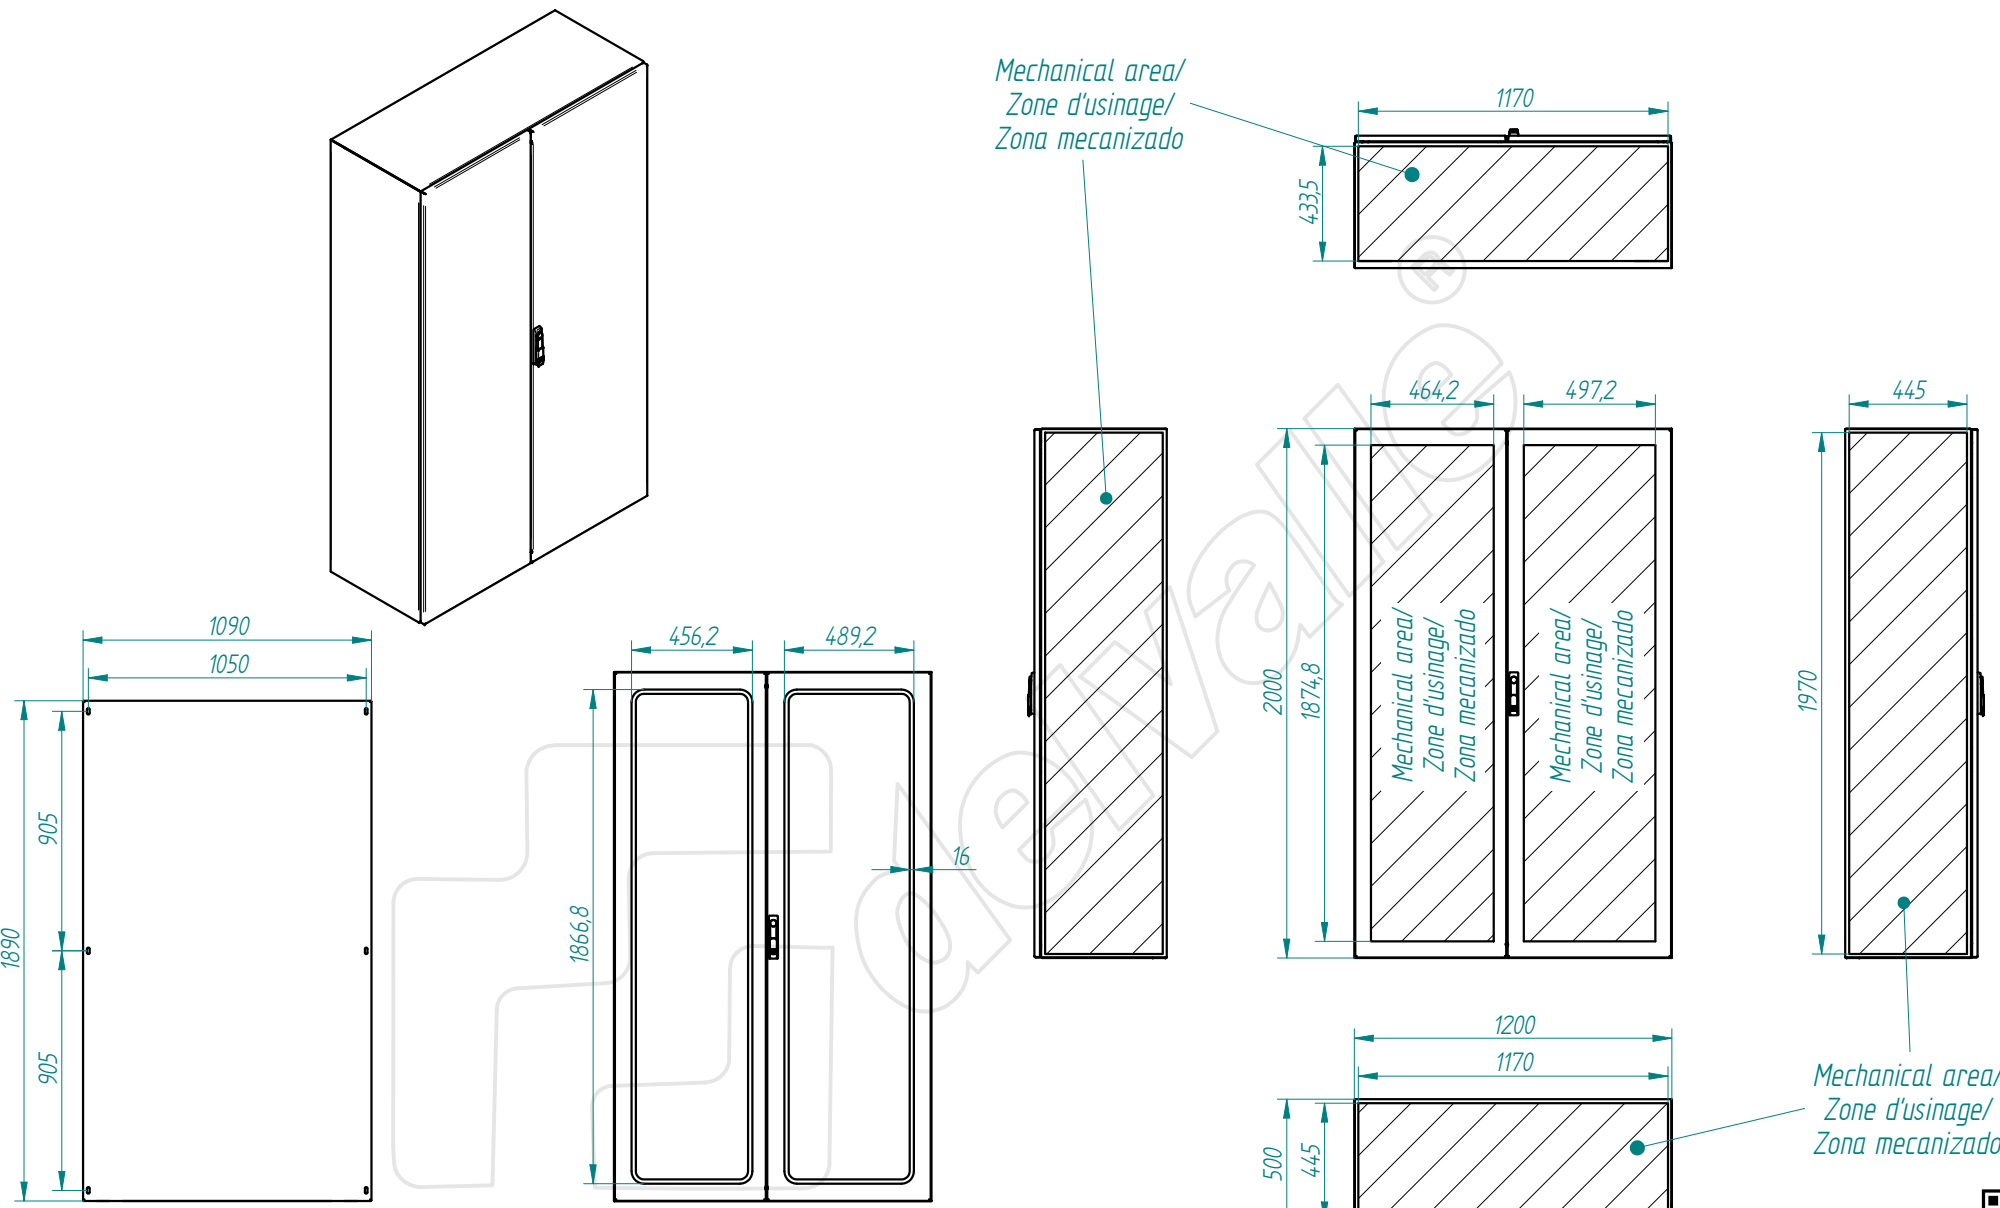 Mechanical area/
Zone d'usinage/
Zona mecanizado
1170
433,5
®
464,2
497,2
445
2000
1874,8
Mechanical area/
Zone d'usinage/
Zona mecanizado
Mechanical area/
Zone d'usinage/
Zona mecanizado
1970
1090
1050
456,2
489,2
905
1890
905
1866,8
16
delvalle
1200
1170
500
445
Mechanical area/
Zone d'usinage/
Zona mecanizado